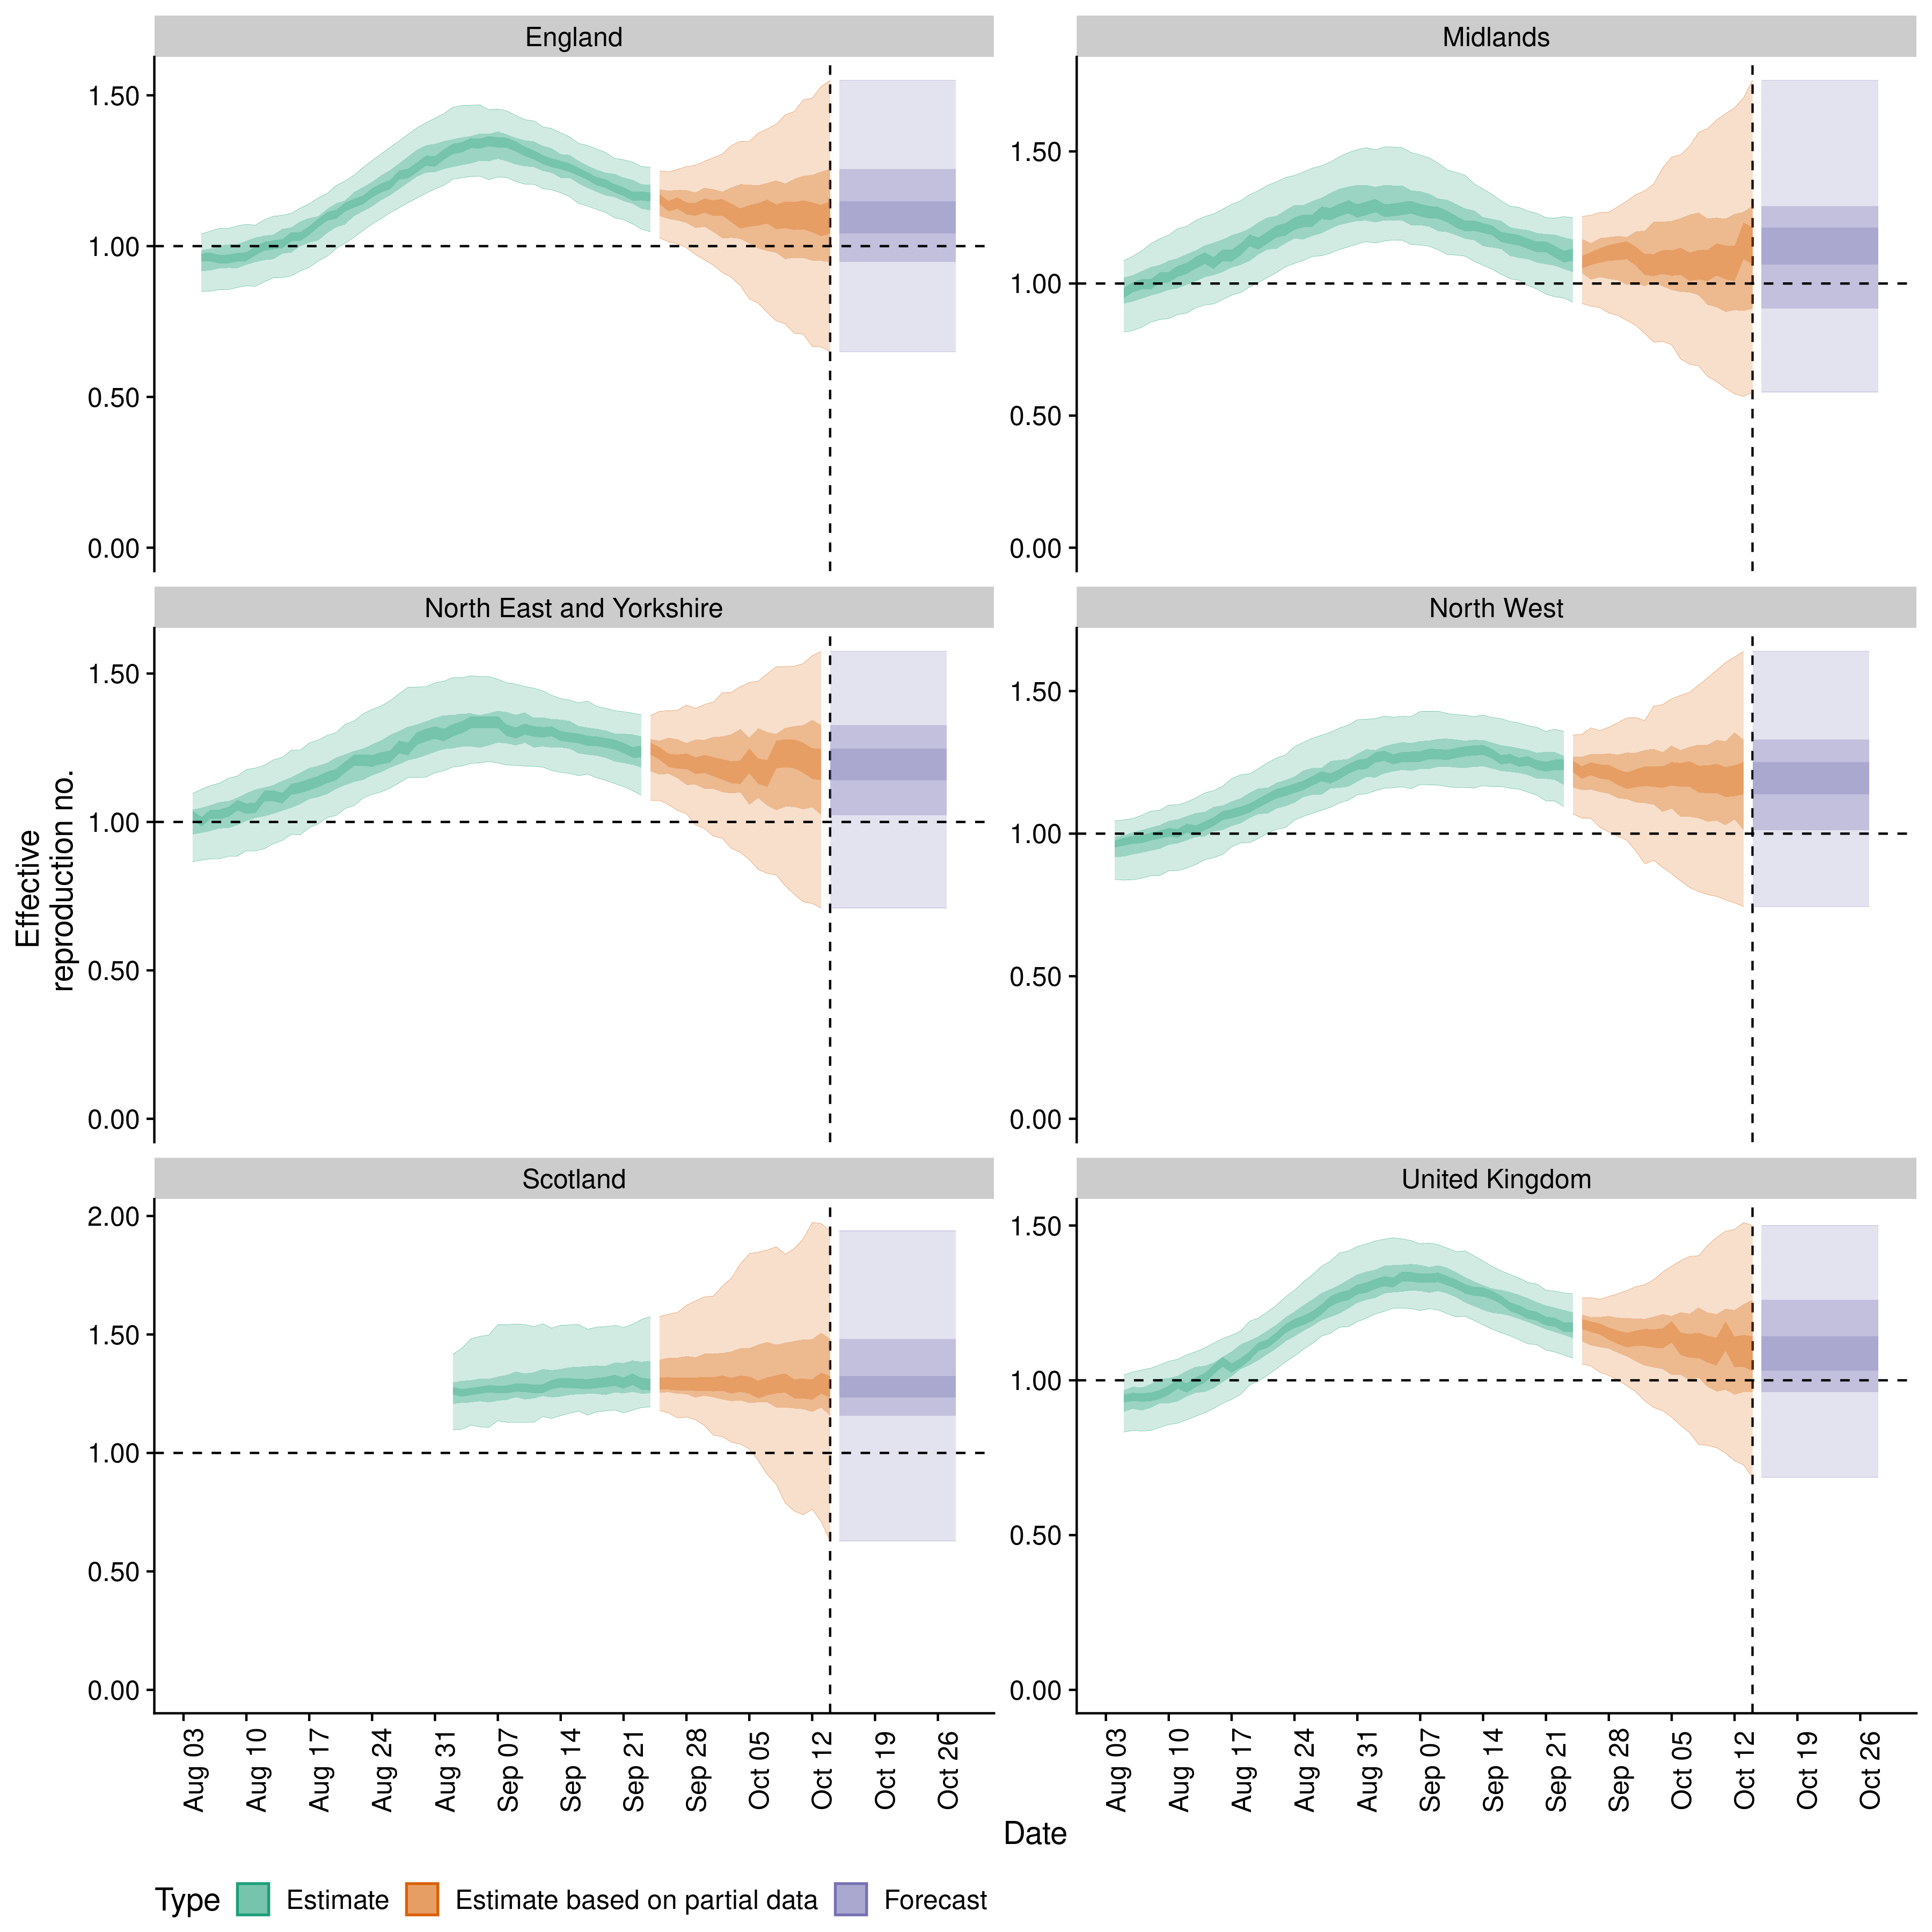 England
Midlands
1.50
1.00
0.50
0.00
1.50
1.00
0.50
0.00
North East and Yorkshire
North West
1.50
1.00
0.50
0.00
1.50
1.00
0.50
0.00
Effective
reproduction no.
Scotland
United Kingdom
2.00
1.50
1.00
0.50
0.00
1.50
1.00
0.50
0.00
Aug 03
Aug 10
Aug 17
Aug 24
Aug 31
Sep 07
Sep 14
Sep 21
Sep 28
Oct 05
Oct 12
Oct 19
Oct 26
Aug 03
Aug 10
Aug 17
Aug 24
Aug 31
Sep 07
Sep 14
Sep 21
Sep 28
Oct 05
Oct 12
Oct 19
Oct 26
Date
Type Estimate Estimate based on partial data Forecast